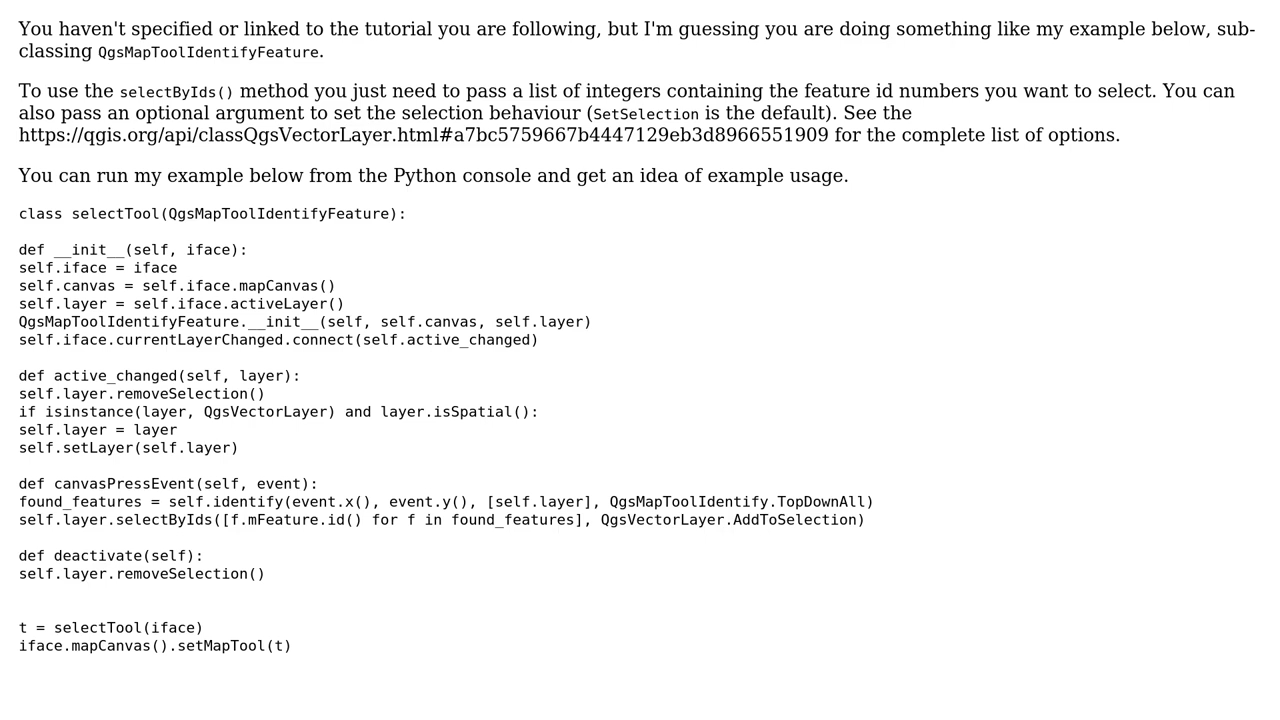 You haven't specified or linked to the tutorial you are following, but I'm guessing you are doing something like my example below, sub-
classing QgsMapToolIdentifyFeature.
To use the selectByIds() method you just need to pass a list of integers containing the feature id numbers you want to select. You can
also pass an optional argument to set the selection behaviour (SetSelection is the default). See the
https://qgis.org/api/classQgsVectorLayer.html#a7bc5759667b4447129eb3d8966551909 for the complete list of options.
You can run my example below from the Python console and get an idea of example usage.
class selectTool(QgsMapToolIdentifyFeature):
def __init__(self, iface):
self.iface = iface
self.canvas = self.iface.mapCanvas()
self.layer = self.iface.activeLayer()
QgsMapToolIdentifyFeature.__init__(self, self.canvas, self.layer)
self.iface.currentLayerChanged.connect(self.active_changed)
def active_changed(self, layer):
self.layer.removeSelection()
if isinstance(layer, QgsVectorLayer) and layer.isSpatial():
self.layer = layer
self.setLayer(self.layer)
def canvasPressEvent(self, event):
found_features = self.identify(event.x(), event.y(), [self.layer], QgsMapToolIdentify.TopDownAll)
self.layer.selectByIds([f.mFeature.id() for f in found_features], QgsVectorLayer.AddToSelection)
def deactivate(self):
self.layer.removeSelection()
t = selectTool(iface)
iface.mapCanvas().setMapTool(t)